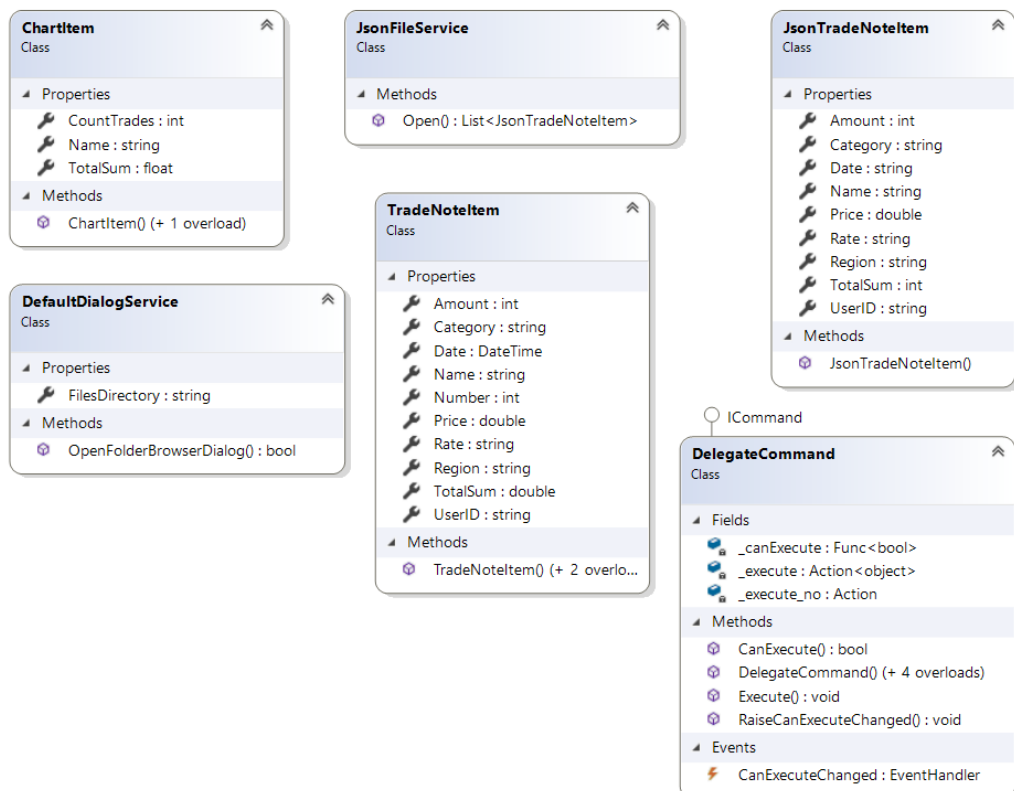 ChartItem
Class
Properties
CountTrades : int
Name : string
TotalSum : float
Methods
ChartItem() (+ 1 overload)
JsonFileService
Class
Methods
Open() : List<JsonTradeNoteItem>
JsonTradeNoteItem
Class
Properties
Amount : int
Category : string
Date : string
Name : string
Price : double
Rate : string
Region : string
TotalSum : int
UserID : string
Methods
JsonTradeNoteItem()
DefaultDialogService
Class
Properties
FilesDirectory : string
Methods
OpenFolderBrowserDialog() : bool
TradeNoteItem
Class
Properties
Amount : int
Category : string
Date : DateTime
Name : string
Number : int
Price : double
Rate : string
Region : string
TotalSum : double
UserID : string
Methods
TradeNoteItem() (+ 2 overlo...
ICommand
DelegateCommand
Class
Fields
_canExecute : Func<bool>
_execute : Action<object>
_execute_no : Action
Methods
CanExecute() : bool
DelegateCommand() (+ 4 overloads)
Execute() : void
RaiseCanExecuteChanged() : void
Events
CanExecuteChanged : EventHandler